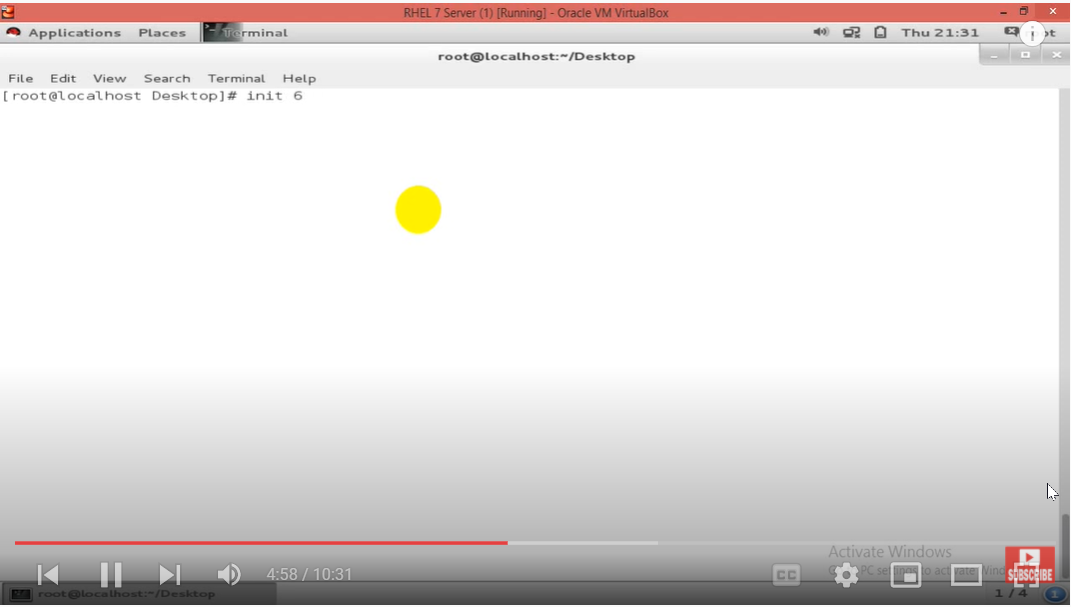 RHEL 7 Server (1) [Running] - Oracle VM VirtualBox
Applications Places Terminal Thu 21:31
root@localhost:~/Desktop
File Edit View Search Terminal Help
[root@localhost Desktop]# init 6
Activate Windows
SUBSCRIBE
4:58 / 10:31
CC
root@localhost:~/Desktop 1 / 4 1